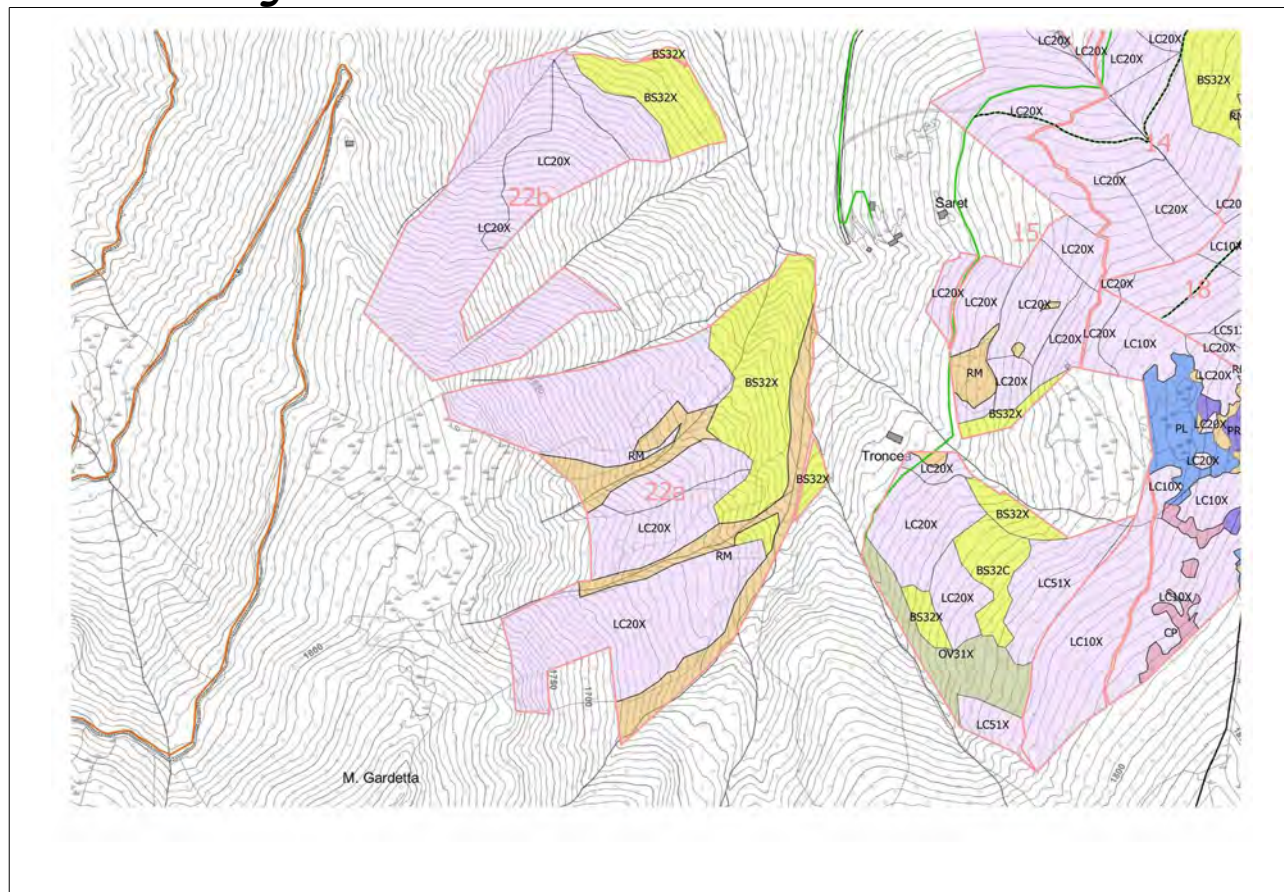 LC20X
LC20X
LC20X
LC20X
BS32X
BS32X
BS32X
LC20X
14
LC20X
22b
LC20X
LC20X
LC20X
Saret
LC20X
15
LC20X
LC10X
LC20X
18
LC20X
LC20X
LC20X
LC51X
LC20X
LC20X
LC10X
LC20X
RM
LC20X
LC20X
BS32X
BS32X
PL
LC20X
PR
RM
Troncea
LC20X
LC20X
BS32X
LC10X
LC10X
22a
LC20X
LC20X
BS32X
RM
BS32C
LC51X
LC20X
LC10X
BS32X
LC20X
CP
LC10X
OV31X
1800
1750
1700
LC51X
M. Gardetta
1800